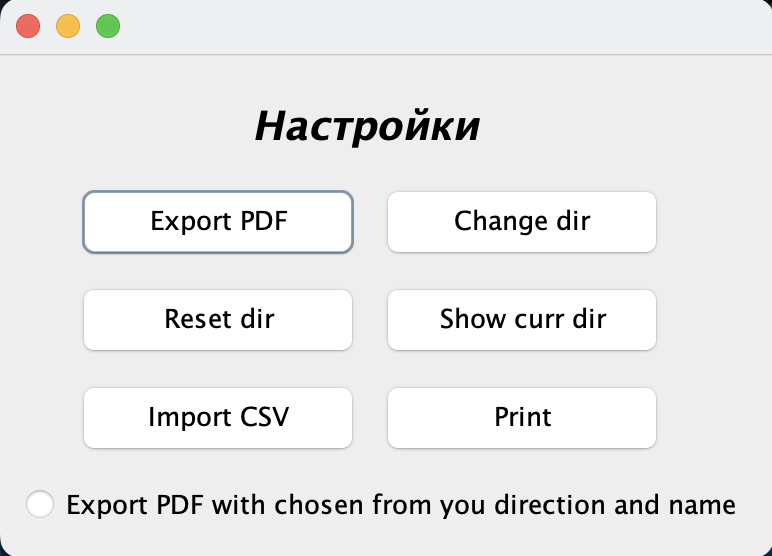 Настройки
Export PDF
Change dir
Reset dir
Show curr dir
Import CSV
Print
Export PDF with chosen from you direction and name